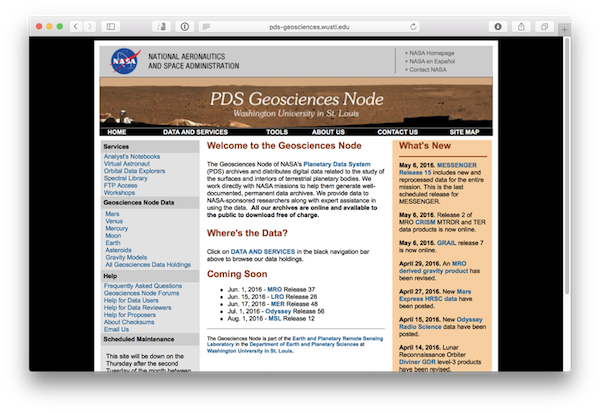 pds-geosciences.wustl.edu
NASA
NATIONAL AERONAUTICS
AND SPACE ADMINISTRATION
+ NASA Homepage
+ NASA en Español
+ Contact NASA
PDS Geosciences Node
Washington University in St. Louis
HOME DATA AND SERVICES TOOLS ABOUT US CONTACT US SITE MAP
Services
Analyst's Notebooks
Virtual Astronaut
Orbital Data Explorers
Spectral Library
FTP Access
Workshops
Geosciences Node Data
Mars
Venus
Mercury
Moon
Earth
Asteroids
Gravity Models
All Geosciences Data Holdings
Help
Frequently Asked Questions
Geosciences Node Forums
Help for Data Users
Help for Data Reviewers
Help for Proposers
About Checksums
Email Us
Scheduled Maintenance
This site will be down on
the Thursday after the second
Tuesday of the month between
Welcome to the Geosciences Node
The Geosciences Node of NASA's Planetary Data System
(PDS) archives and distributes digital data related to the study of
the surfaces and interiors of terrestrial planetary bodies. We
work directly with NASA missions to help them generate well-
documented, permanent data archives. We provide data to
NASA-sponsored researchers along with expert assistance in
using the data. All our archives are online and available to
the public to download free of charge.
Where's the Data?
Click on DATA AND SERVICES in the black navigation bar
above to browse our data holdings.
Coming Soon
• Jun. 1, 2016 - MRO Release 37
• Jun. 15, 2016 - LRO Release 26
• Jun. 17, 2016 - MER Release 48
• Jul. 1, 2016 - Odyssey Release 56
• Aug. 1, 2016 - MSL Release 12
The Geosciences Node is part of the Earth and Planetary Remote Sensing
Laboratory in the Department of Earth and Planetary Sciences at
Washington University in St. Louis.
What's New
May 6, 2016. MESSENGER
Release 15 includes new and
reprocessed data for the entire
mission. This is the last
scheduled release for
MESSENGER.
May 6, 2016. Release 2 of
MRO CRISM MTRDR and TER
data products is now online.
May 6, 2016. GRAIL release 7
is now online.
April 29, 2016. An MRO
derived gravity product has
been revised.
April 27, 2016. New Mars
Express HRSC data have
been posted.
April 15, 2016. New Odyssey
Radio Science data have been
posted.
April 14, 2016. Lunar
Reconnaissance Orbiter
Diviner GDR level-3 products
have been revised.